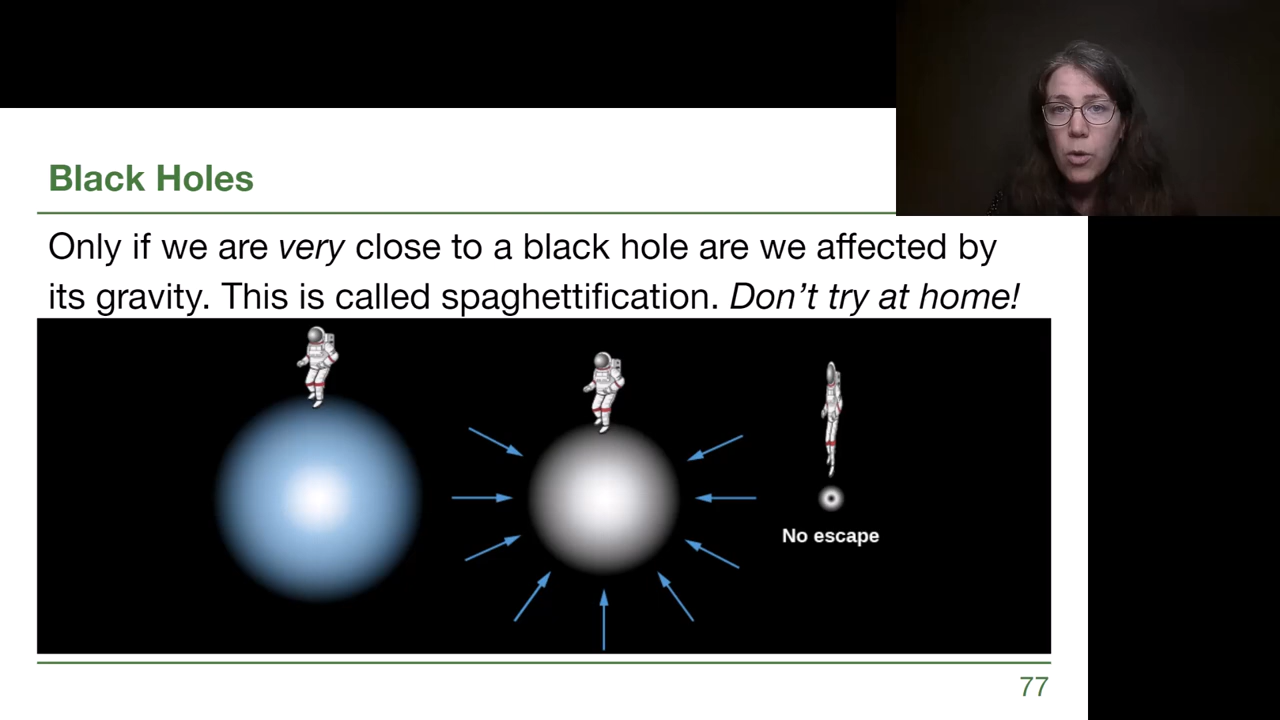 Black Holes
Only if we are very close to a black hole are we affected by
its gravity. This is called spaghettification. Don’t try at home!
No escape
77